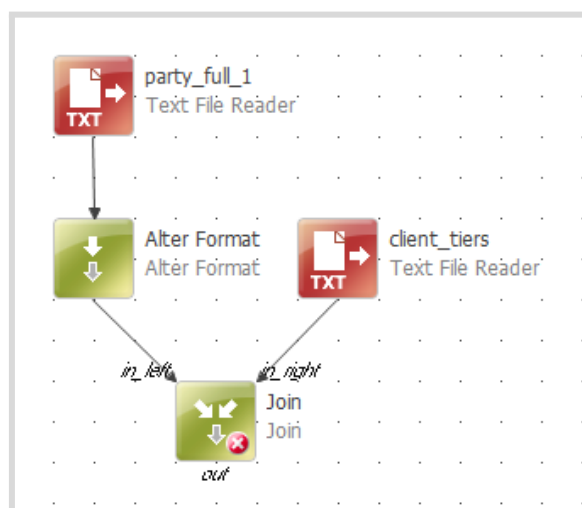 party_full_1
Text File Reader
TXT
Alter Format
Alter Format
client_tiers
Text File Reader
TXT
in_left
in_right
Join
Join
out